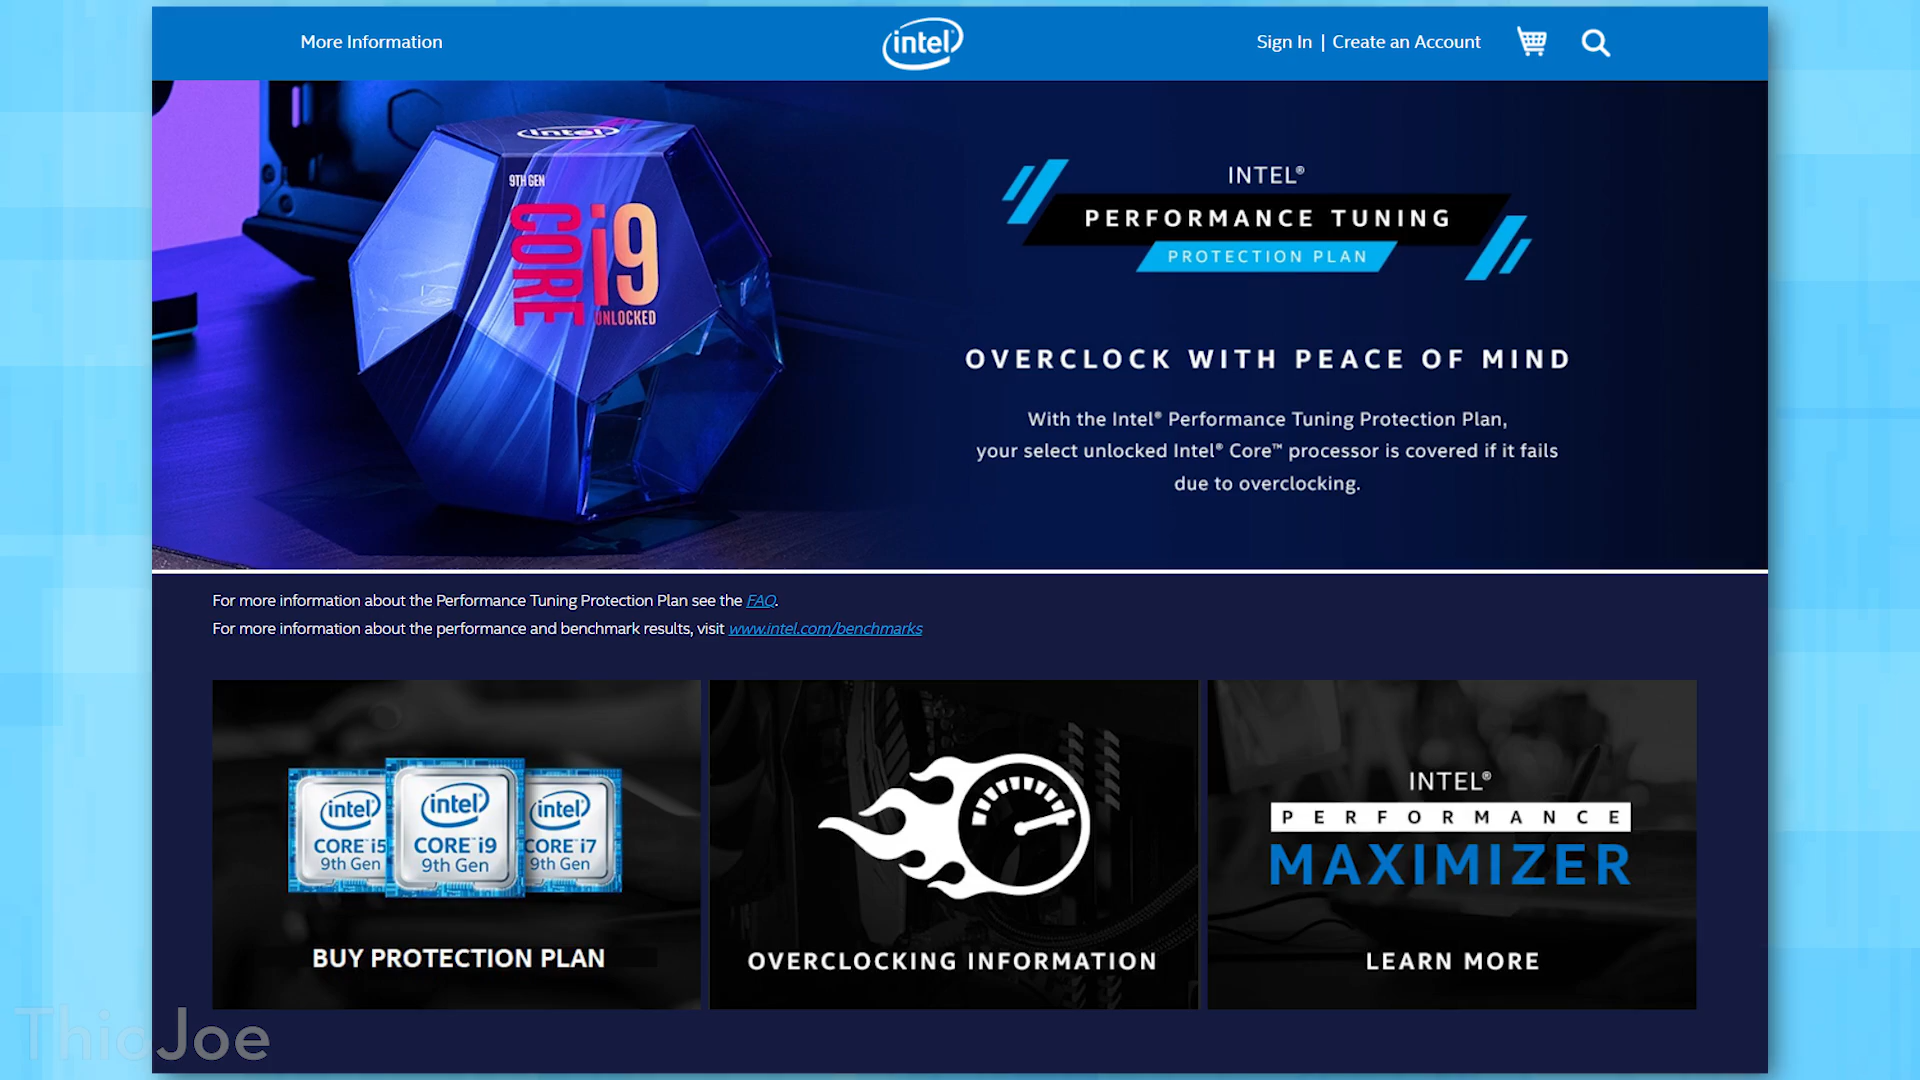 More Information
intel
Sign In | Create an Account
intel
9TH GEN
CORE i9
UNLOCKED
INTEL®
PERFORMANCE TUNING
PROTECTION PLAN
OVERCLOCK WITH PEACE OF MIND
With the Intel® Performance Tuning Protection Plan,
your select unlocked Intel® Core™ processor is covered if it fails
due to overclocking.
For more information about the Performance Tuning Protection Plan see the FAQ.
For more information about the performance and benchmark results, visit www.intel.com/benchmarks
intel
CORE i5
9th Gen
intel
CORE™i9
9th Gen
intel
CORE™i7
9th Gen
BUY PROTECTION PLAN
OVERCLOCKING INFORMATION
INTEL®
PERFORMANCE
MAXIMIZER
LEARN MORE
ThioJoe